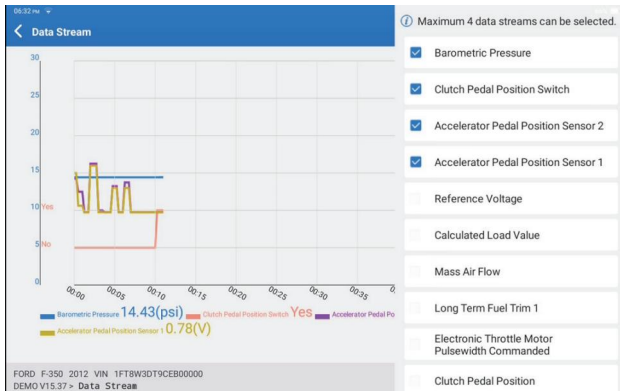 06:32 PM
Data Stream
30
25
20
15
10 Yes
5 No
0
00:00 00:05 00:10 00:15 00:20 00:25 00:30 00:35 0
Barometric Pressure 14.43(psi) Clutch Pedal Position Switch Yes Accelerator Pedal Po
Accelerator Pedal Position Sensor 1 0.78(V)
FORD F-350 2012 VIN 1FT8W3DT9CEB00000
DEMO V15.37 > Data Stream
Maximum 4 data streams can be selected.
Barometric Pressure
Clutch Pedal Position Switch
Accelerator Pedal Position Sensor 2
Accelerator Pedal Position Sensor 1
Reference Voltage
Calculated Load Value
Mass Air Flow
Long Term Fuel Trim 1
Electronic Throttle Motor
Pulsewidth Commanded
Clutch Pedal Position